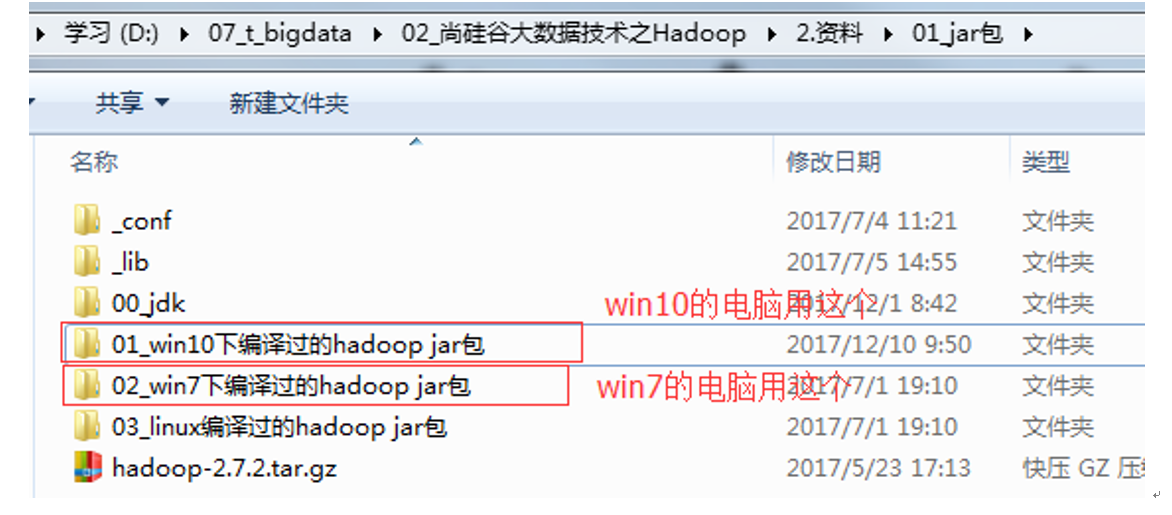 学习 (D:) 07_t_bigdata 02_尚硅谷大数据技术之Hadoop 2.资料 01_jar包
共享 新建文件夹
名称 修改日期 类型
_conf 2017/7/4 11:21 文件夹
_lib 2017/7/5 14:55 文件夹
00_jdk win10的电脑用这个 2017/12/1 8:42 文件夹
01_win10下编译过的hadoop jar包 2017/12/10 9:50 文件夹
02_win7下编译过的hadoop jar包 win7的电脑用这个 2017/7/1 19:10 文件夹
03_linux编译过的hadoop jar包 2017/7/1 19:10 文件夹
hadoop-2.7.2.tar.gz 2017/5/23 17:13 快压 GZ 压